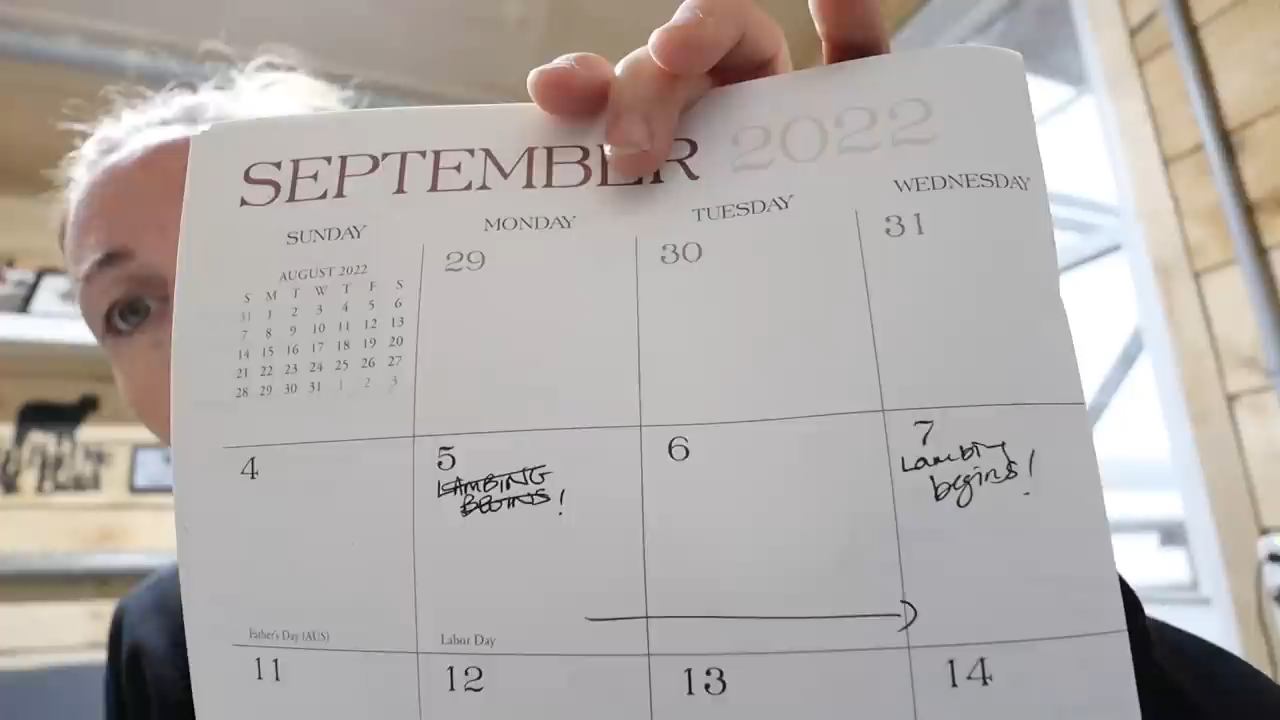 SEPTEMBER 2022
SUNDAY MONDAY TUESDAY WEDNESDAY
AUGUST 2022
S M T W T F S
31 1 2 3 4 5 6
7 8 9 10 11 12 13
14 15 16 17 18 19 20
21 22 23 24 25 26 27
28 29 30 31 1 2 3
29 30 31
4 5 6 7
LAMBING
BEGINS!
Lambing
begins!
Father's Day (AUS) Labor Day
11 12 13 14